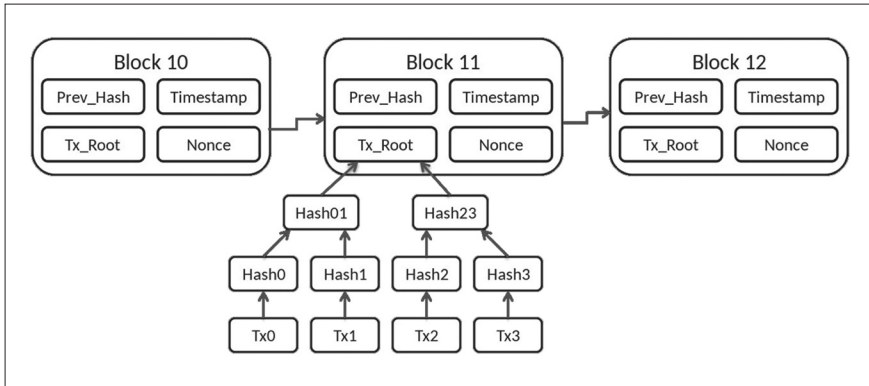 Block 10 Block 11 Block 12
Prev_Hash Timestamp Prev_Hash Timestamp Prev_Hash Timestamp
Tx_Root Nonce Tx_Root Nonce Tx_Root Nonce
Hash01 Hash23
Hash0 Hash1 Hash2 Hash3
Tx0 Tx1 Tx2 Tx3